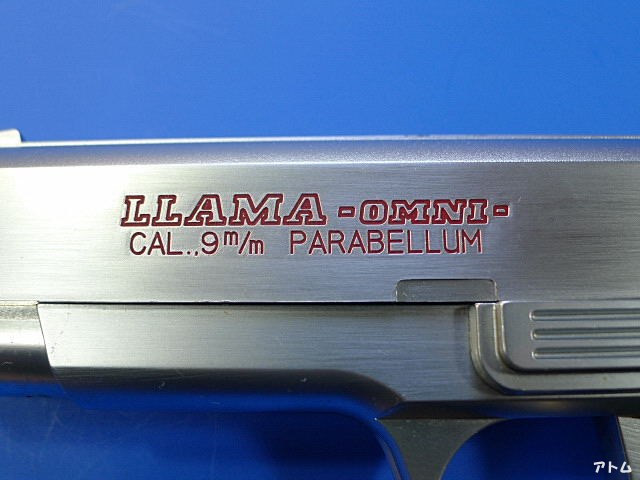 LLAMA -OMNI-
CAL.,9m/m PARABELLUM
アトム